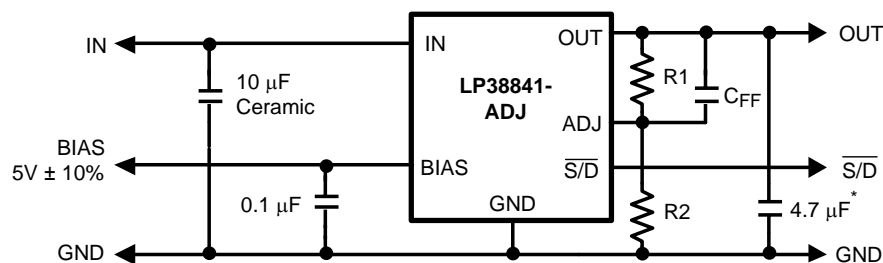 IN
10 μF
Ceramic
BIAS
5V ± 10%
0.1 μF
GND
IN
OUT
LP38841-
ADJ
ADJ
BIAS
S/D
GND
R1
CFF
R2
OUT
S/D
4.7 μF*
GND